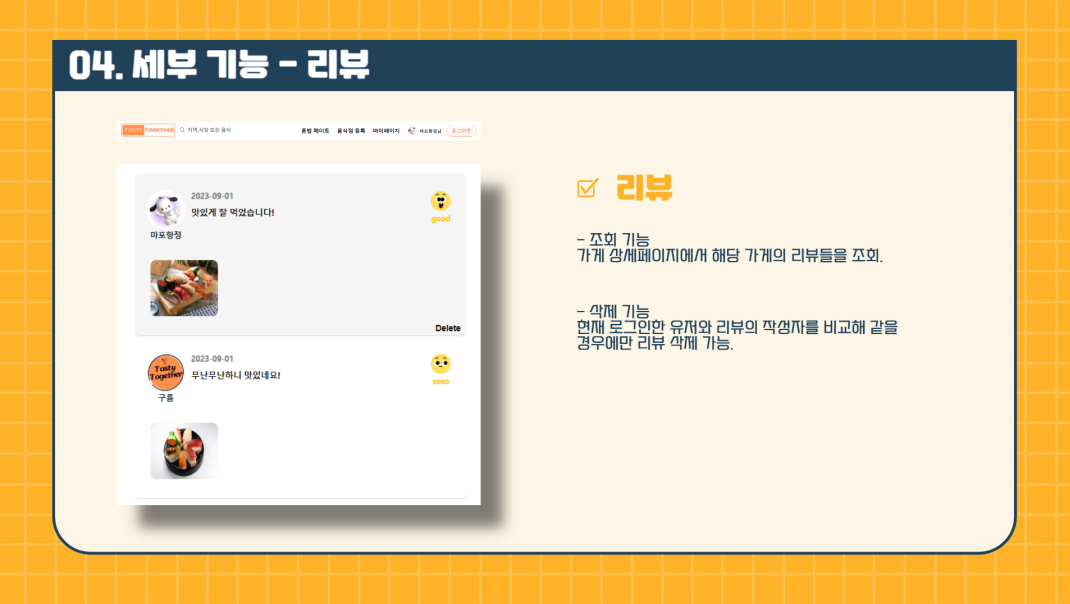 04. 세부 기능 - 리뷰
TASTY TOGETHER 지역,식당 또는 음식 혼밥 메이트 음식점 등록 마이페이지 마포항정님 로그아웃
2023-09-01
맛있게 잘 먹었습니다!
good
마포항정
Delete
2023-09-01
무난무난하니 맛있네요!
soso
Tasty
Together
구름
리뷰
- 조회 기능
가게 상세페이지에서 해당 가게의 리뷰들을 조회.
- 삭제 기능
현재 로그인한 유저와 리뷰의 작성자를 비교해 같을
경우에만 리뷰 삭제 가능.